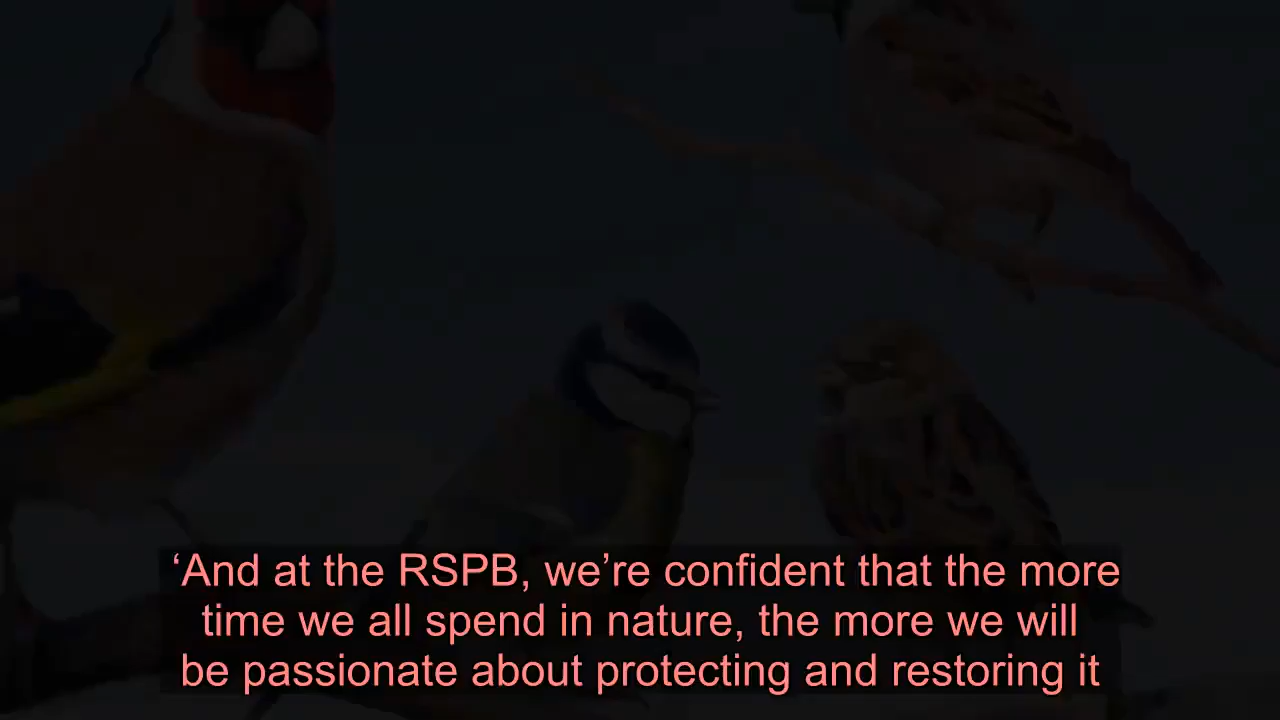 ‘And at the RSPB, we’re confident that the more
time we all spend in nature, the more we will
be passionate about protecting and restoring it